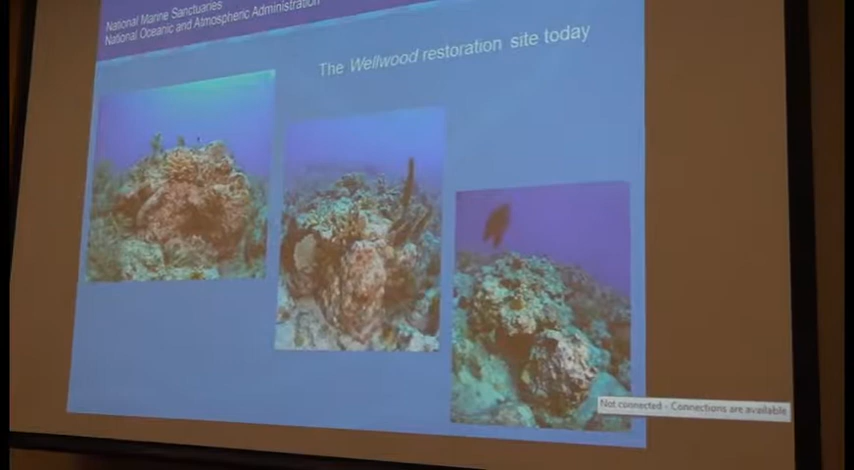 National Marine Sanctuaries
National Oceanic and Atmospheric Administration
The Wellwood restoration site today
Not connected - Connections are available